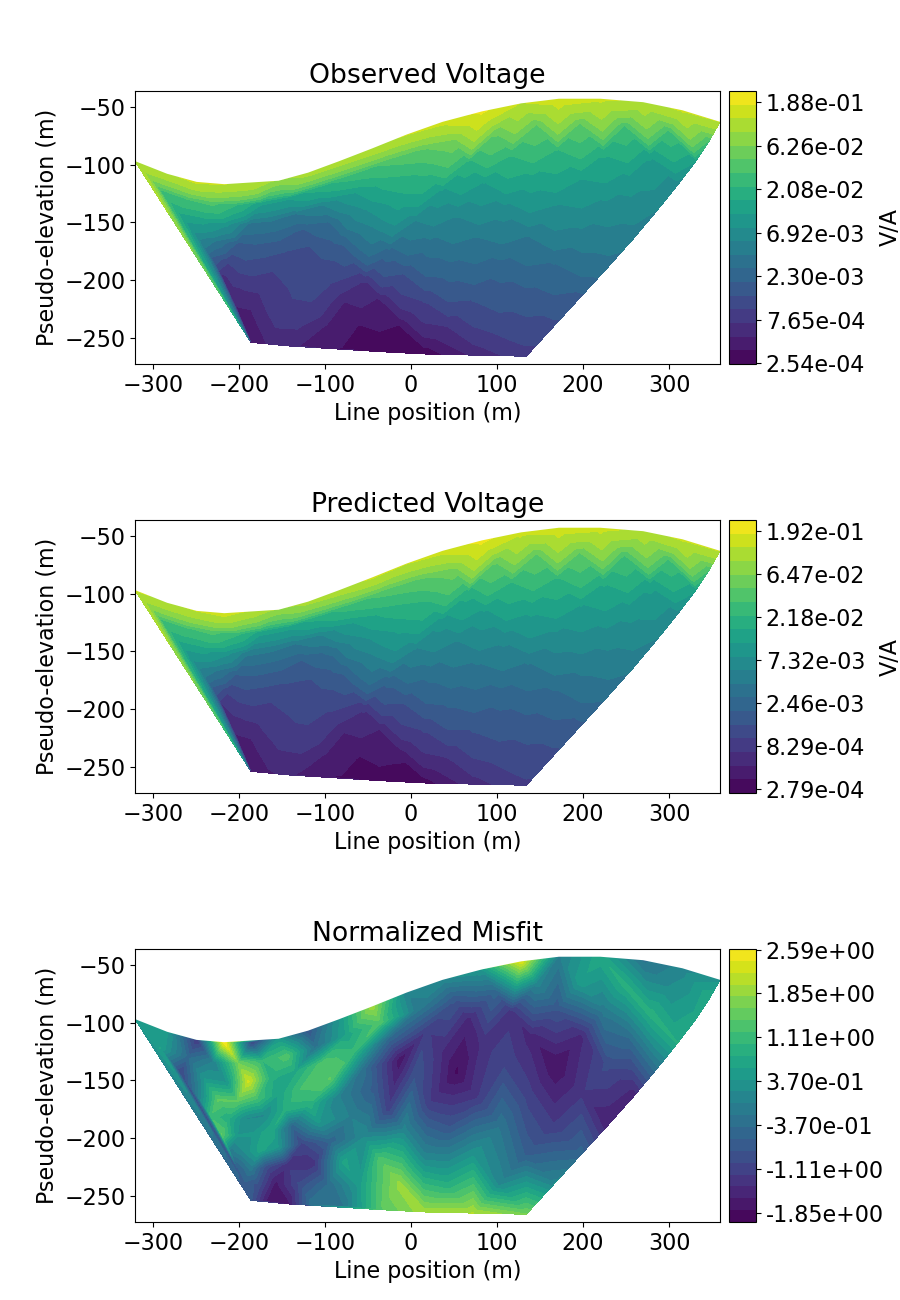 Observed Voltage
Pseudo-elevation (m)
−50
−100
−150
−200
−250
−300 −200 −100 0 100 200 300
Line position (m)
1.88e-01
6.26e-02
2.08e-02
6.92e-03
2.30e-03
7.65e-04
2.54e-04
V/A
Predicted Voltage
Pseudo-elevation (m)
−50
−100
−150
−200
−250
−300 −200 −100 0 100 200 300
Line position (m)
1.92e-01
6.47e-02
2.18e-02
7.32e-03
2.46e-03
8.29e-04
2.79e-04
V/A
Normalized Misfit
Pseudo-elevation (m)
−50
−100
−150
−200
−250
−300 −200 −100 0 100 200 300
Line position (m)
2.59e+00
1.85e+00
1.11e+00
3.70e-01
-3.70e-01
-1.11e+00
-1.85e+00